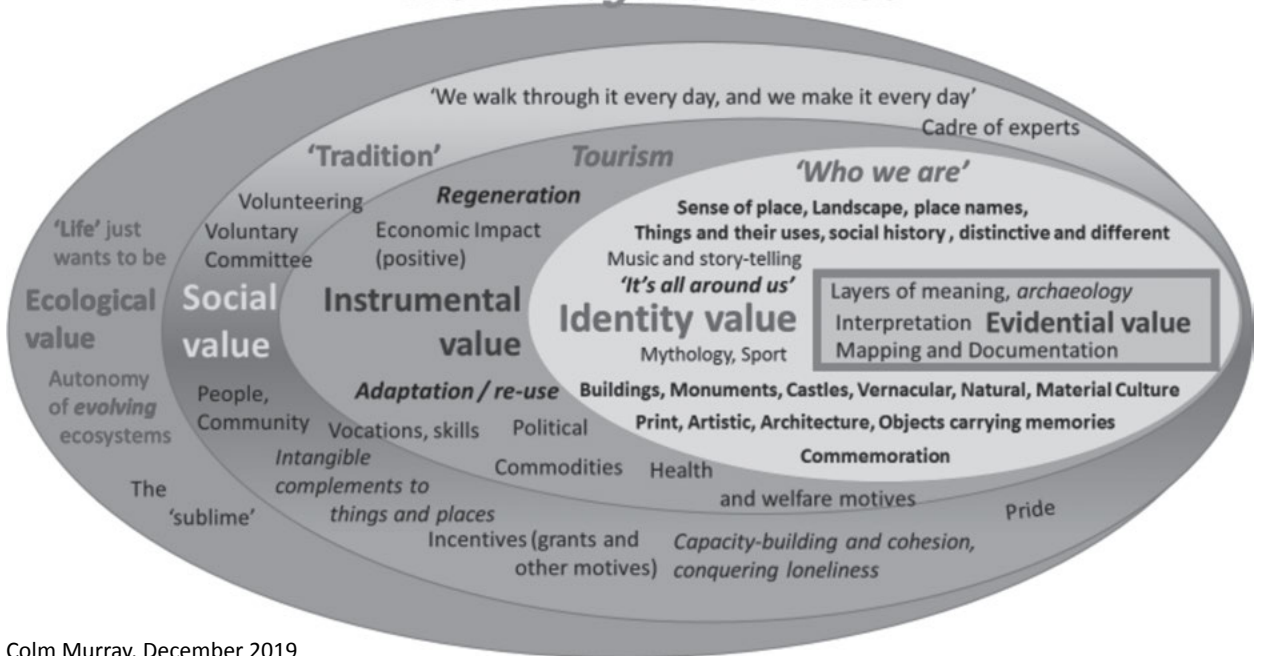 'We walk through it every day, and we make it every day'
Cadre of experts
'Tradition'
Tourism
'Who we are'
Volunteering
Regeneration
Sense of place, Landscape, place names,
'Life' just
wants to be
Voluntary
Committee
Economic Impact
(positive)
Things and their uses, social history , distinctive and different
Music and story-telling
'It's all around us'
Ecological
value
Social
value
Instrumental
value
Identity value
Mythology, Sport
Layers of meaning, archaeology
Interpretation Evidential value
Mapping and Documentation
Autonomy
of evolving
ecosystems
People,
Community
Adaptation / re-use
Buildings, Monuments, Castles, Vernacular, Natural, Material Culture
Vocations, skills
Political
Print, Artistic, Architecture, Objects carrying memories
Intangible
complements to
things and places
Commodities
Health
and welfare motives
Commemoration
The
'sublime'
Pride
Incentives (grants and
other motives)
Capacity-building and cohesion,
conquering loneliness
Colm Murray, December 2019